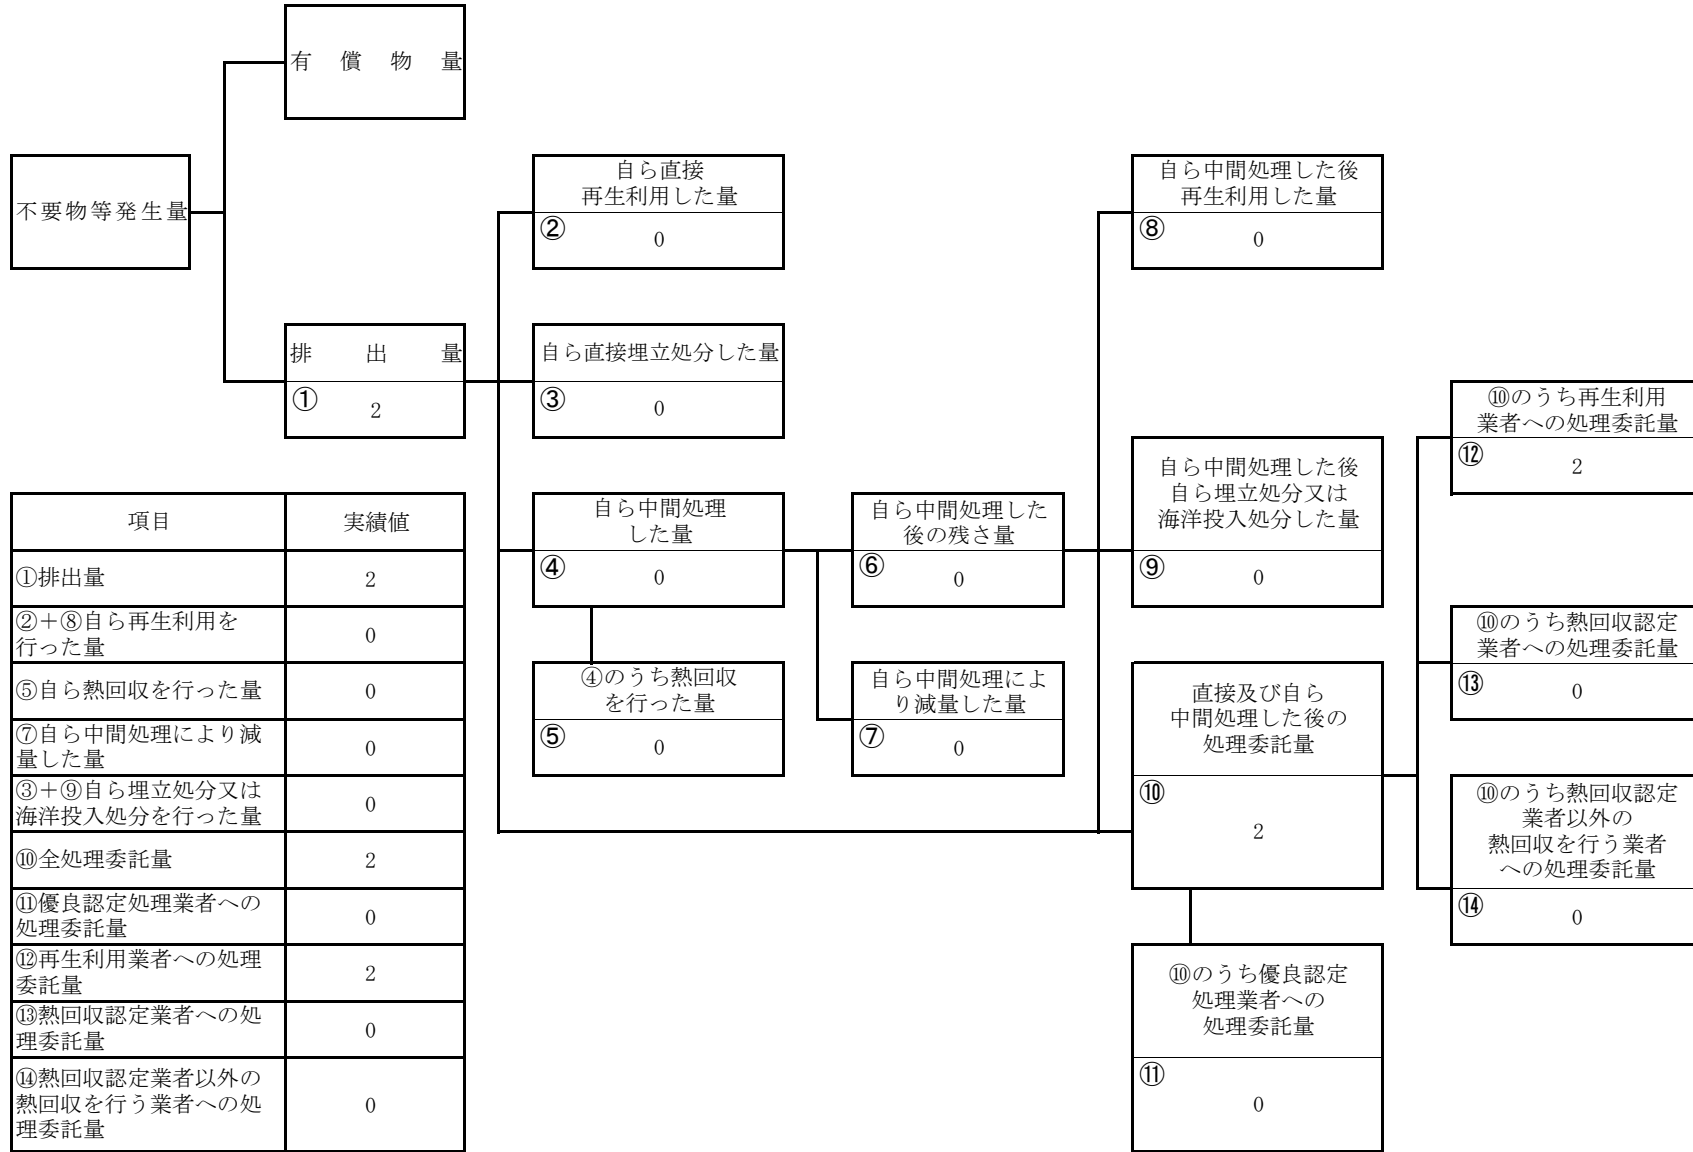 有償物量
不要物等発生量
排出量
①
2
自ら直接
再生利用した量
②
0
自ら直接埋立処分した量
③
0
自ら中間処理
した量
④
0
④のうち熱回収
を行った量
⑤
0
自ら中間処理した
後の残さ量
⑥
0
自ら中間処理によ
り減量した量
⑦
0
自ら中間処理した後
再生利用した量
⑧
0
自ら中間処理した後
自ら埋立処分又は
海洋投入処分した量
⑨
0
直接及び自ら
中間処理した後の
処理委託量
⑩
2
⑩のうち優良認定
処理業者への
処理委託量
⑪
0
⑩のうち再生利用
業者への処理委託量
⑫
2
⑩のうち熱回収認定
業者への処理委託量
⑬
0
⑩のうち熱回収認定
業者以外の
熱回収を行う業者
への処理委託量
⑭
0
項目 実績値
①排出量 2
②＋⑧自ら再生利用を
行った量 0
⑤自ら熱回収を行った量 0
⑦自ら中間処理により減
量した量 0
③＋⑨自ら埋立処分又は
海洋投入処分を行った量 0
⑩全処理委託量 2
⑪優良認定処理業者への
処理委託量 0
⑫再生利用業者への処理
委託量 2
⑬熱回収認定業者への処
理委託量 0
⑭熱回収認定業者以外の
熱回収を行う業者への処
理委託量 0